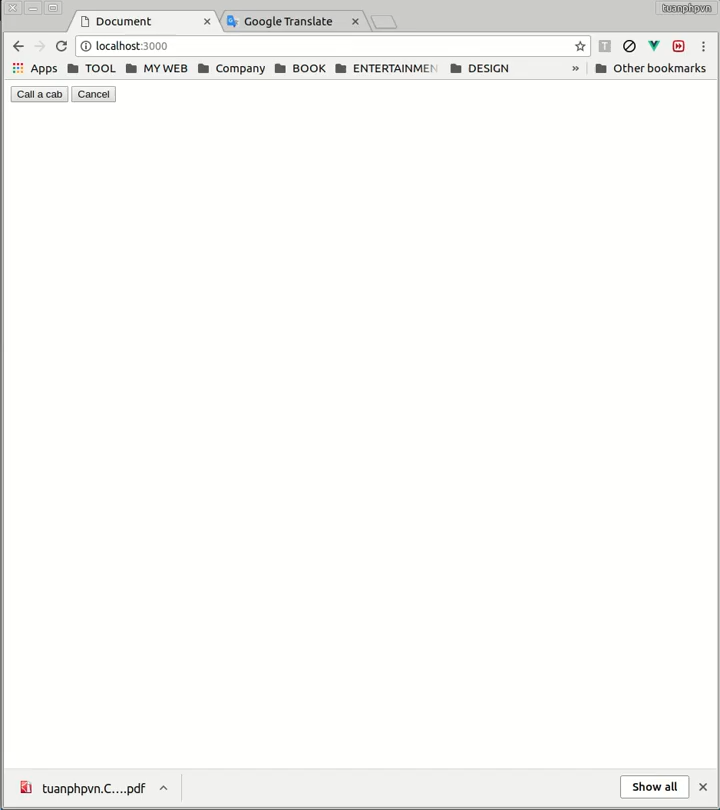 tuanphpvn
Document
Google Translate
localhost:3000
Apps TOOL MY WEB Company BOOK ENTERTAINMEN DESIGN » Other bookmarks
Call a cab Cancel
tuanphpvn.C....pdf Show all